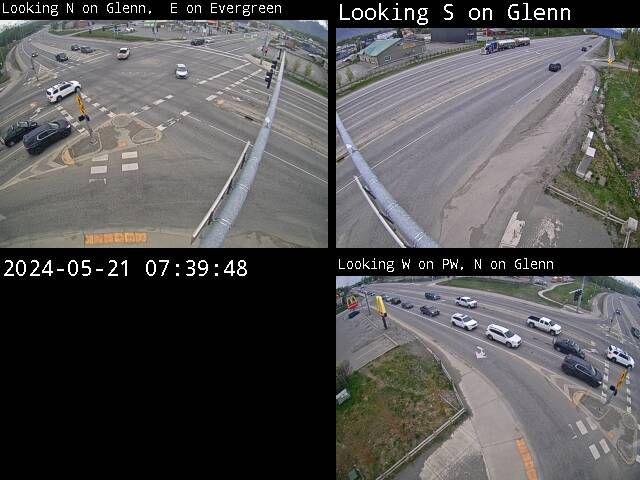 Looking N on Glenn,  E on Evergreen
Looking S on Glenn
2024-05-21 07:39:48
Looking W on PW, N on Glenn